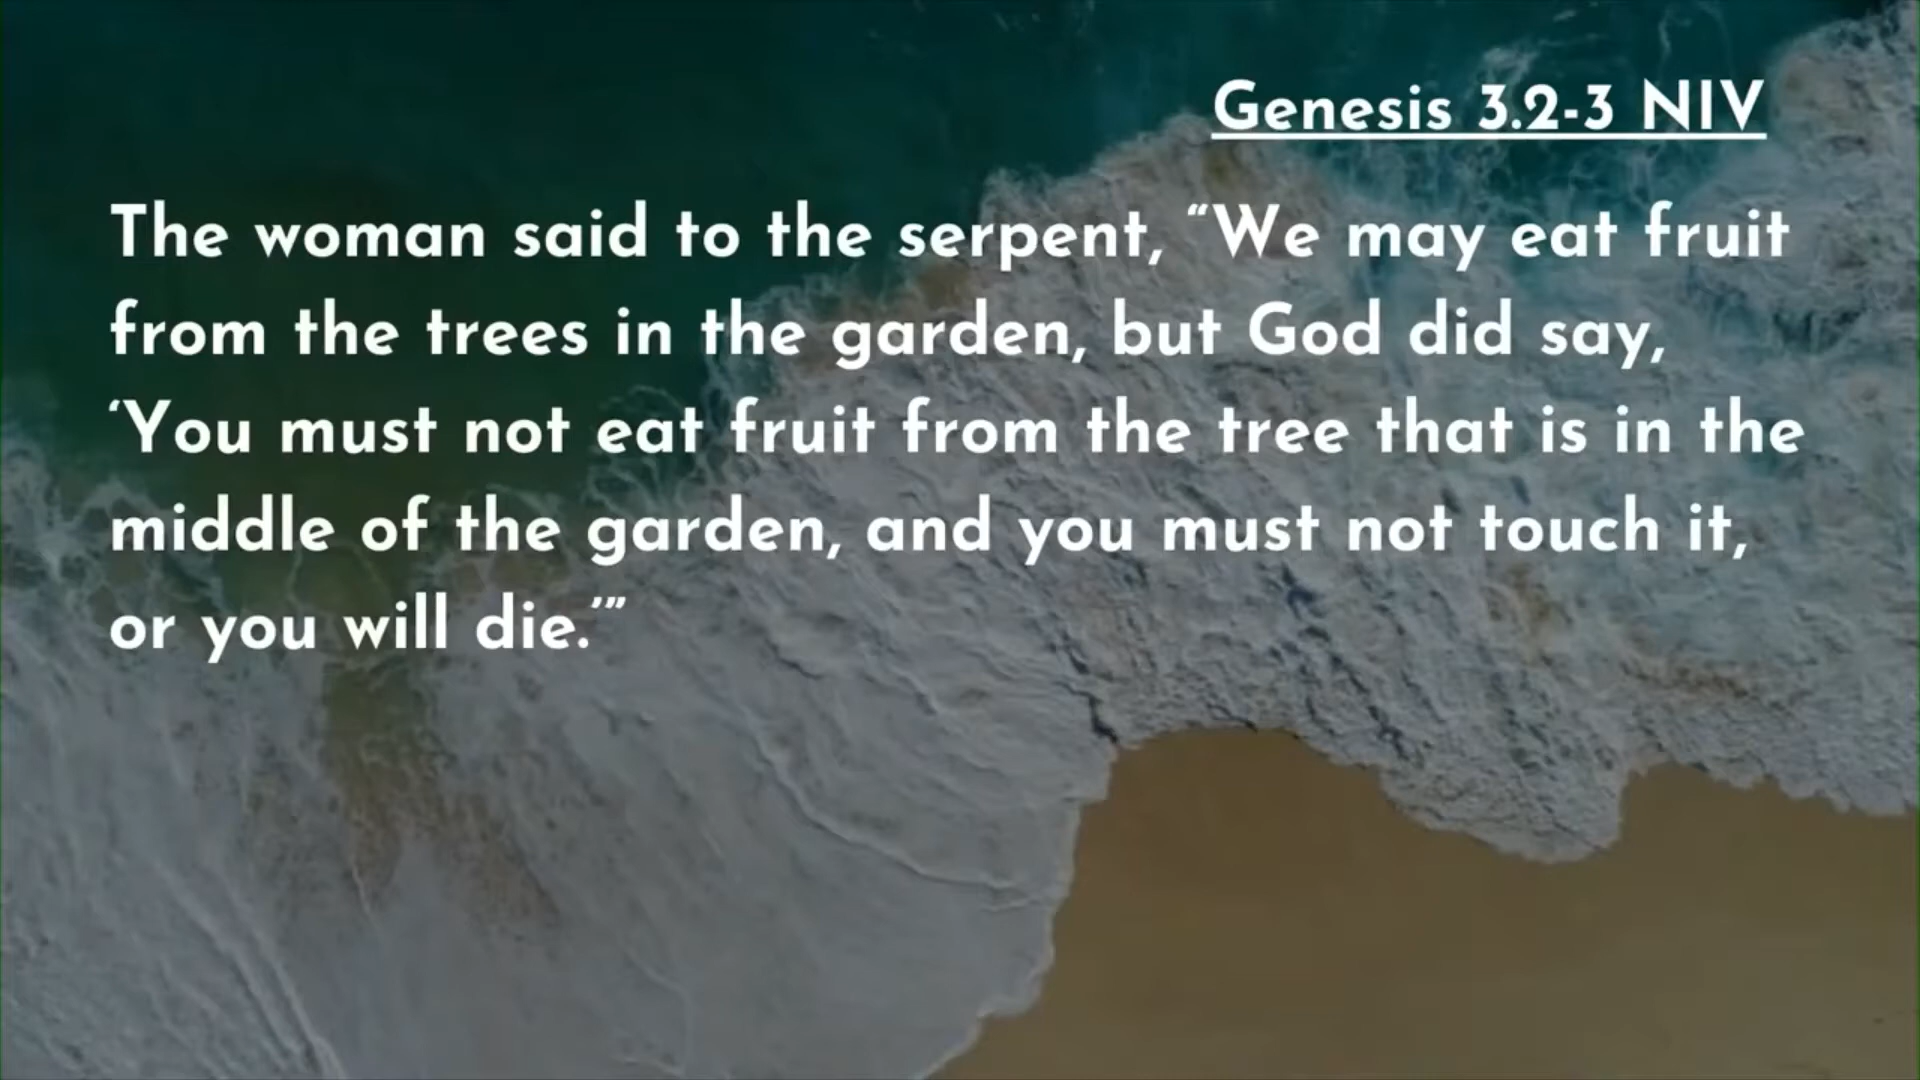 Genesis 3.2-3 NIV
The woman said to the serpent, “We may eat fruit
from the trees in the garden, but God did say,
‘You must not eat fruit from the tree that is in the
middle of the garden, and you must not touch it,
or you will die.’”